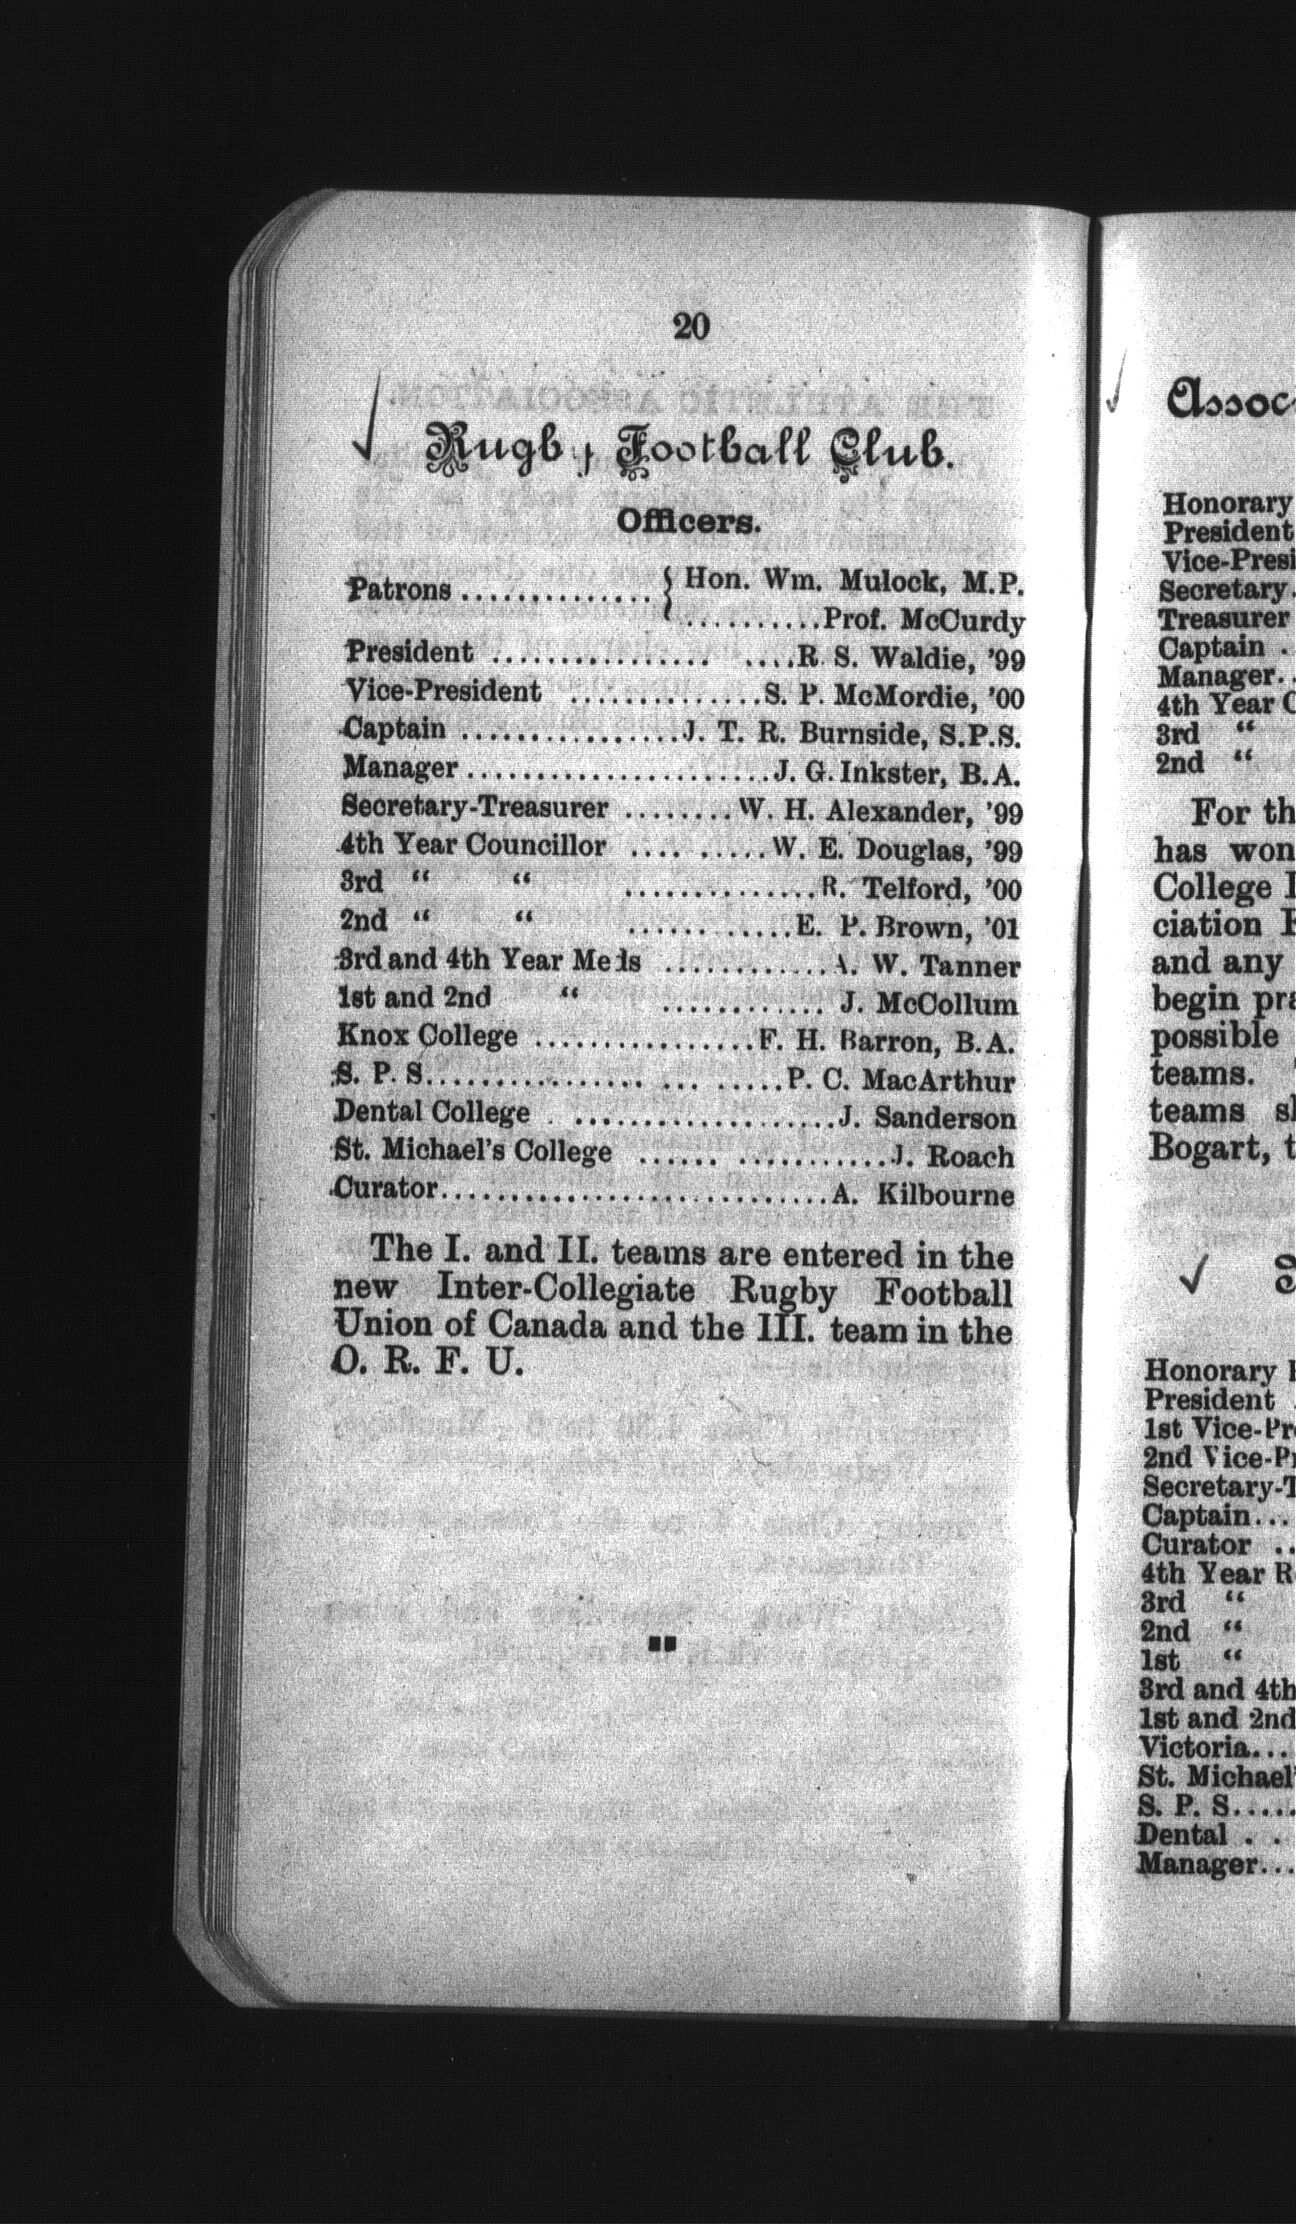 20
Rugby Football Club.
Officers.
Patrons .............. { Hon. Wm. Mulock, M.P.
..........Prof. McCurdy
President ................ ....R. S. Waldie, '99
Vice-President ..............S. P. McMordie, '00
Captain ................J. T. R. Burnside, S.P.S.
Manager......................J. G. Inkster, B.A.
Secretary-Treasurer ........W. H. Alexander, '99
4th Year Councillor .... .....W. E. Douglas, '99
3rd “ “ ..............R. Telford, '00
2nd “ “ ............E. P. Brown, '01
3rd and 4th Year Meds ............A. W. Tanner
1st and 2nd “ ............ J. McCollum
Knox College ................F. H. Barron, B.A.
S. P. S................ ... .....P. C. MacArthur
Dental College . ...................J. Sanderson
St. Michael's College ...... ...........J. Roach
Curator............................A. Kilbourne
The I. and II. teams are entered in the
new Inter-Collegiate Rugby Football
Union of Canada and the III. team in the
O. R. F. U.
Honorary
President
Secretary.
Treasurer
Captain .
Manager..
4th Year
3rd “
2nd “
For
has won
College
and any
begin
possible
teams.
teams
Bogart,
Honorary
President
1st
2nd
Captain...
Curator ..
4th Year
3rd “
2nd “
1st “
3rd and 4th
1st and 2nd
Victoria...
St.
S. P. S.....
Dental . .
Manager...